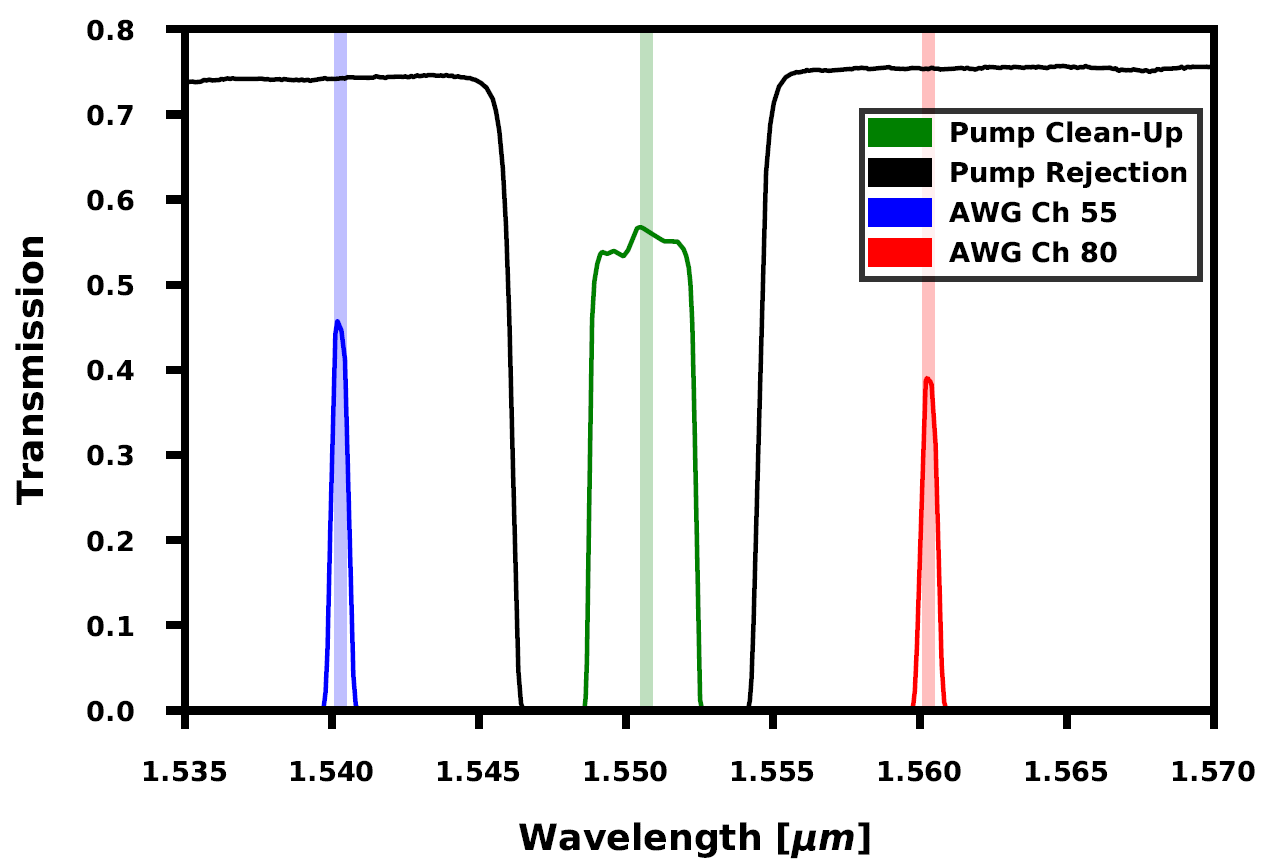 0.8
0.7
0.6
0.5
0.4
0.3
0.2
0.1
0.0
Transmission
Pump Clean-Up
Pump Rejection
AWG Ch 55
AWG Ch 80
1.535 1.540 1.545 1.550 1.555 1.560 1.565 1.570
Wavelength [μm]